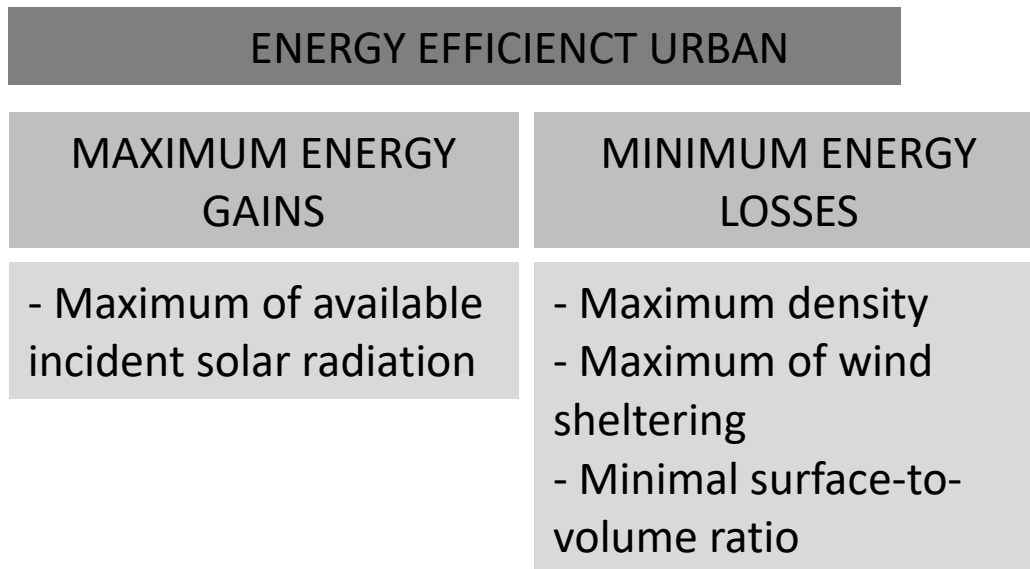 ENERGY EFFICIENCT URBAN
MAXIMUM ENERGY
GAINS
- Maximum of available
incident solar radiation
MINIMUM ENERGY
LOSSES
- Maximum density
- Maximum of wind
sheltering
- Minimal surface-to-
volume ratio